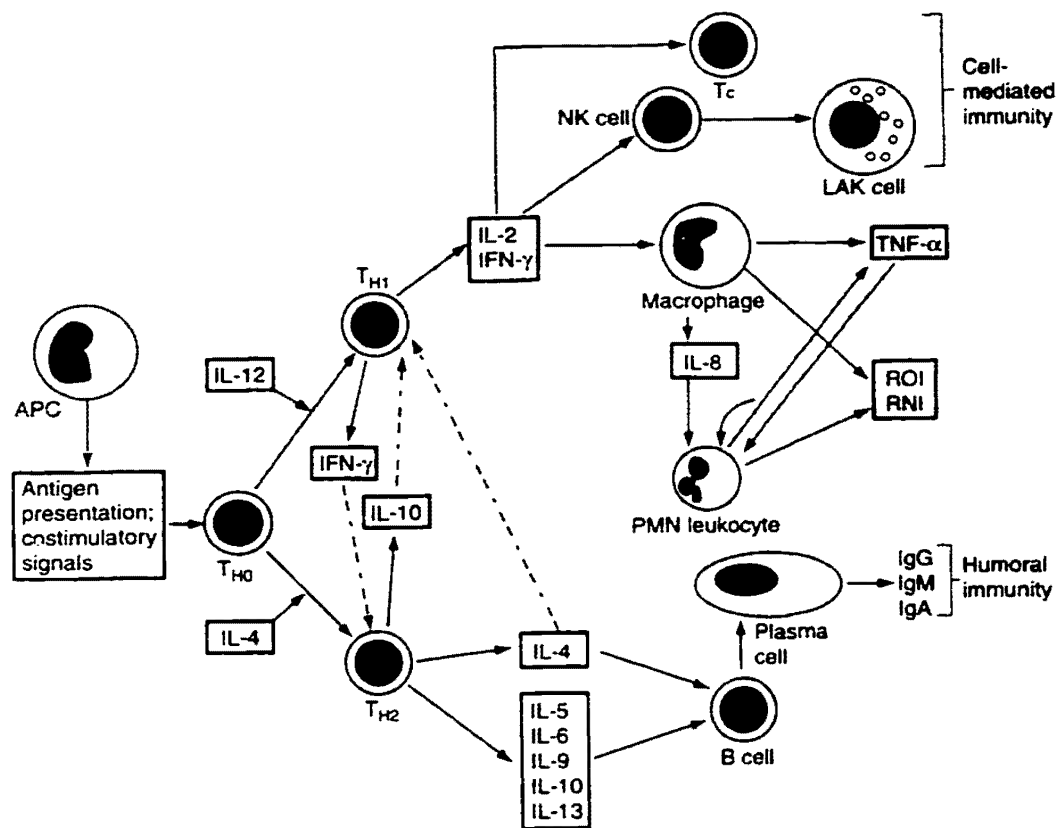 Cell-
mediated
immunity
Tc
NK cell
LAK cell
IL-2
IFN-γ
TNF-α
TH1
Macrophage
APC
IL-12
IL-8
ROI
RNI
IFN-γ
IL-10
Antigen
presentation;
costimulatory
signals
TH0
PMN leukocyte
IgG
IgM
IgA
Humoral
immunity
IL-4
Plasma
cell
IL-4
TH2
IL-5
IL-6
IL-9
IL-10
IL-13
B cell